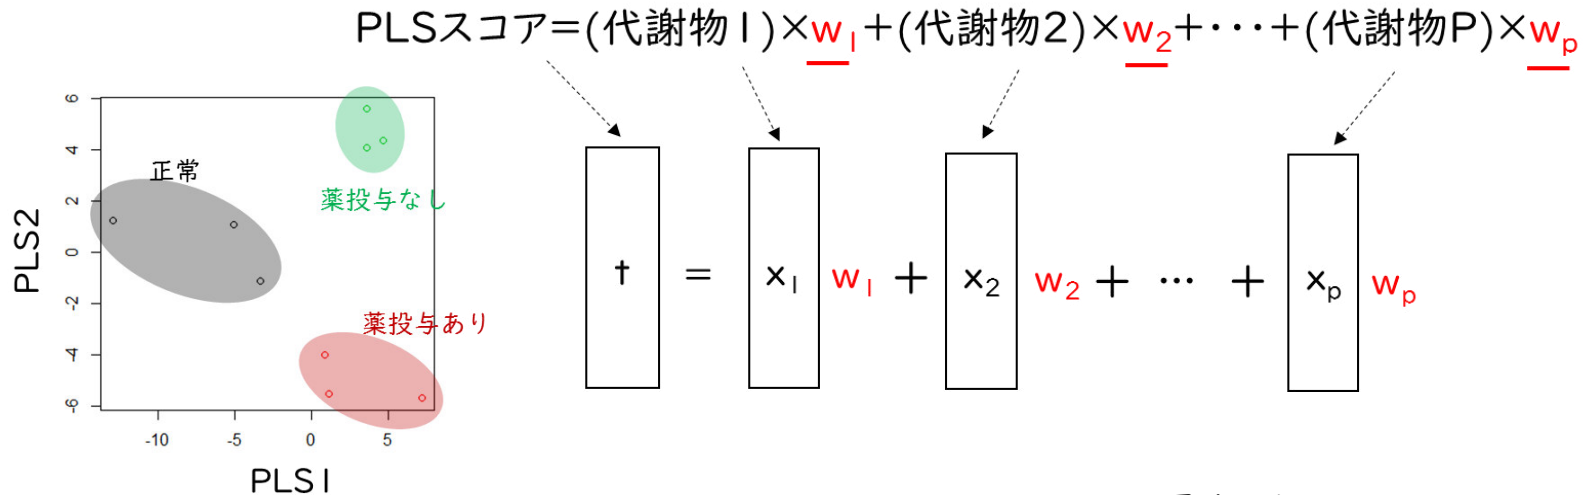 PLSスコア=(代謝物1)×w1+(代謝物2)×w2+・・・+(代謝物P)×wp
6
4
2
0
-2
-4
-6
PLS2
正常
薬投与なし
薬投与あり
-10 -5 0 5
PLS1
t = x1 w1 + x2 w2 + … + xp wp